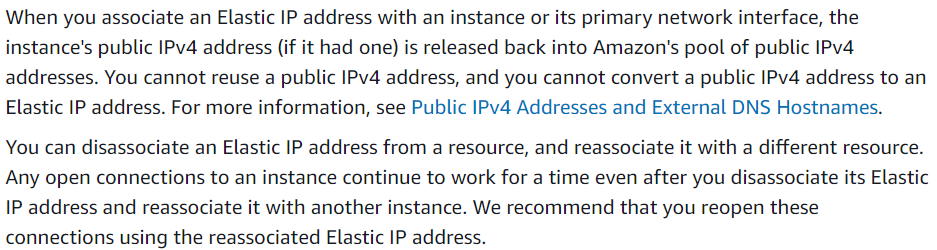 When you associate an Elastic IP address with an instance or its primary network interface, the
instance's public IPv4 address (if it had one) is released back into Amazon's pool of public IPv4
addresses. You cannot reuse a public IPv4 address, and you cannot convert a public IPv4 address to an
Elastic IP address. For more information, see Public IPv4 Addresses and External DNS Hostnames.
You can disassociate an Elastic IP address from a resource, and reassociate it with a different resource.
Any open connections to an instance continue to work for a time even after you disassociate its Elastic
IP address and reassociate it with another instance. We recommend that you reopen these
connections using the reassociated Elastic IP address.